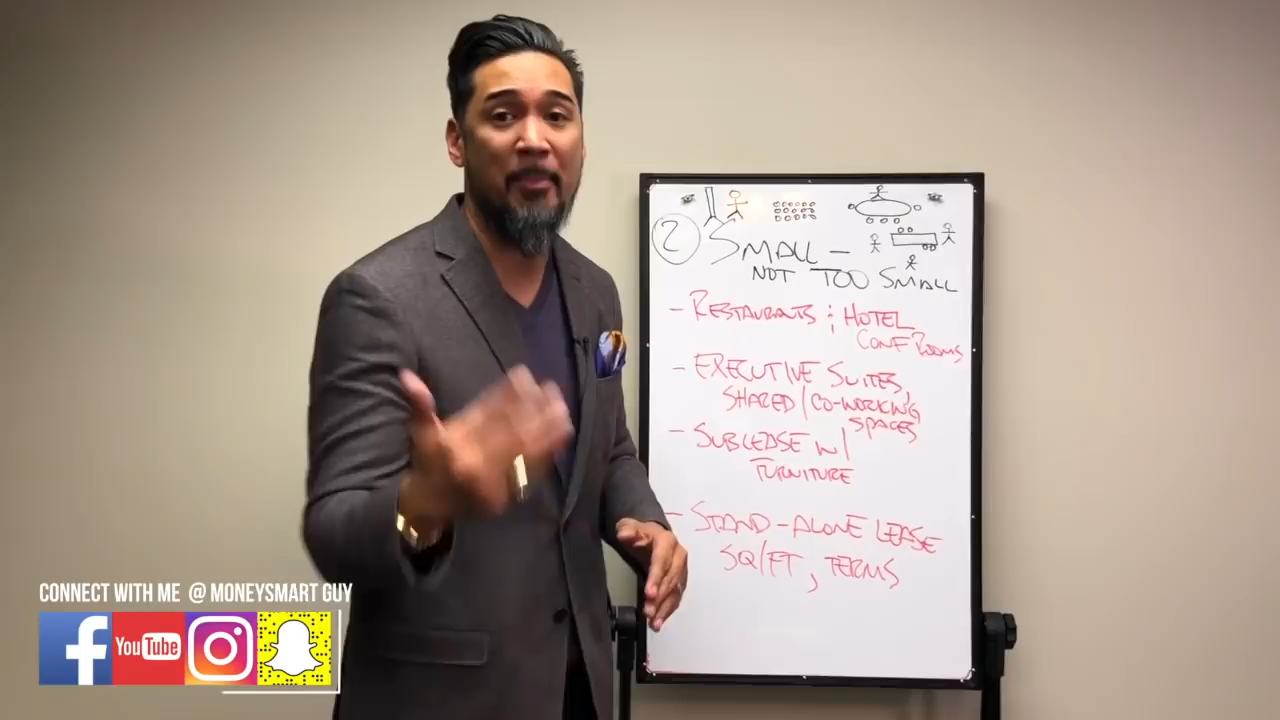 2
SMALL -
NOT TOO SMALL
- RESTAURANTS ; HOTEL
CONF ROOMS
- EXECUTIVE SUITES,
SHARED / CO-WORKING
SPACES
- SUBLEASE W/
FURNITURE
- STAND-ALONE LEASE
SQ/FT, TERMS
CONNECT WITH ME @ MONEYSMART GUY
f
YouTube